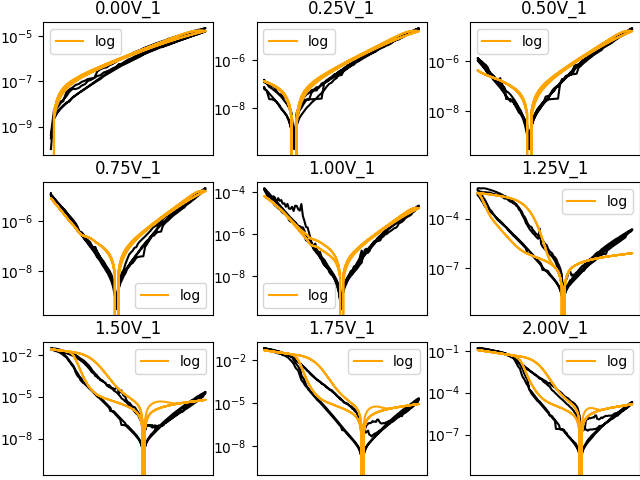 0.00V_1
0.25V_1
0.50V_1
10⁻⁵
10⁻⁷
10⁻⁹
log
10⁻⁶
10⁻⁸
log
10⁻⁶
10⁻⁸
log
0.75V_1
1.00V_1
1.25V_1
10⁻⁶
10⁻⁸
log
10⁻⁴
10⁻⁶
10⁻⁸
log
10⁻⁴
10⁻⁷
log
1.50V_1
1.75V_1
2.00V_1
10⁻²
10⁻⁵
10⁻⁸
log
10⁻²
10⁻⁵
10⁻⁸
log
10⁻¹
10⁻⁴
10⁻⁷
log